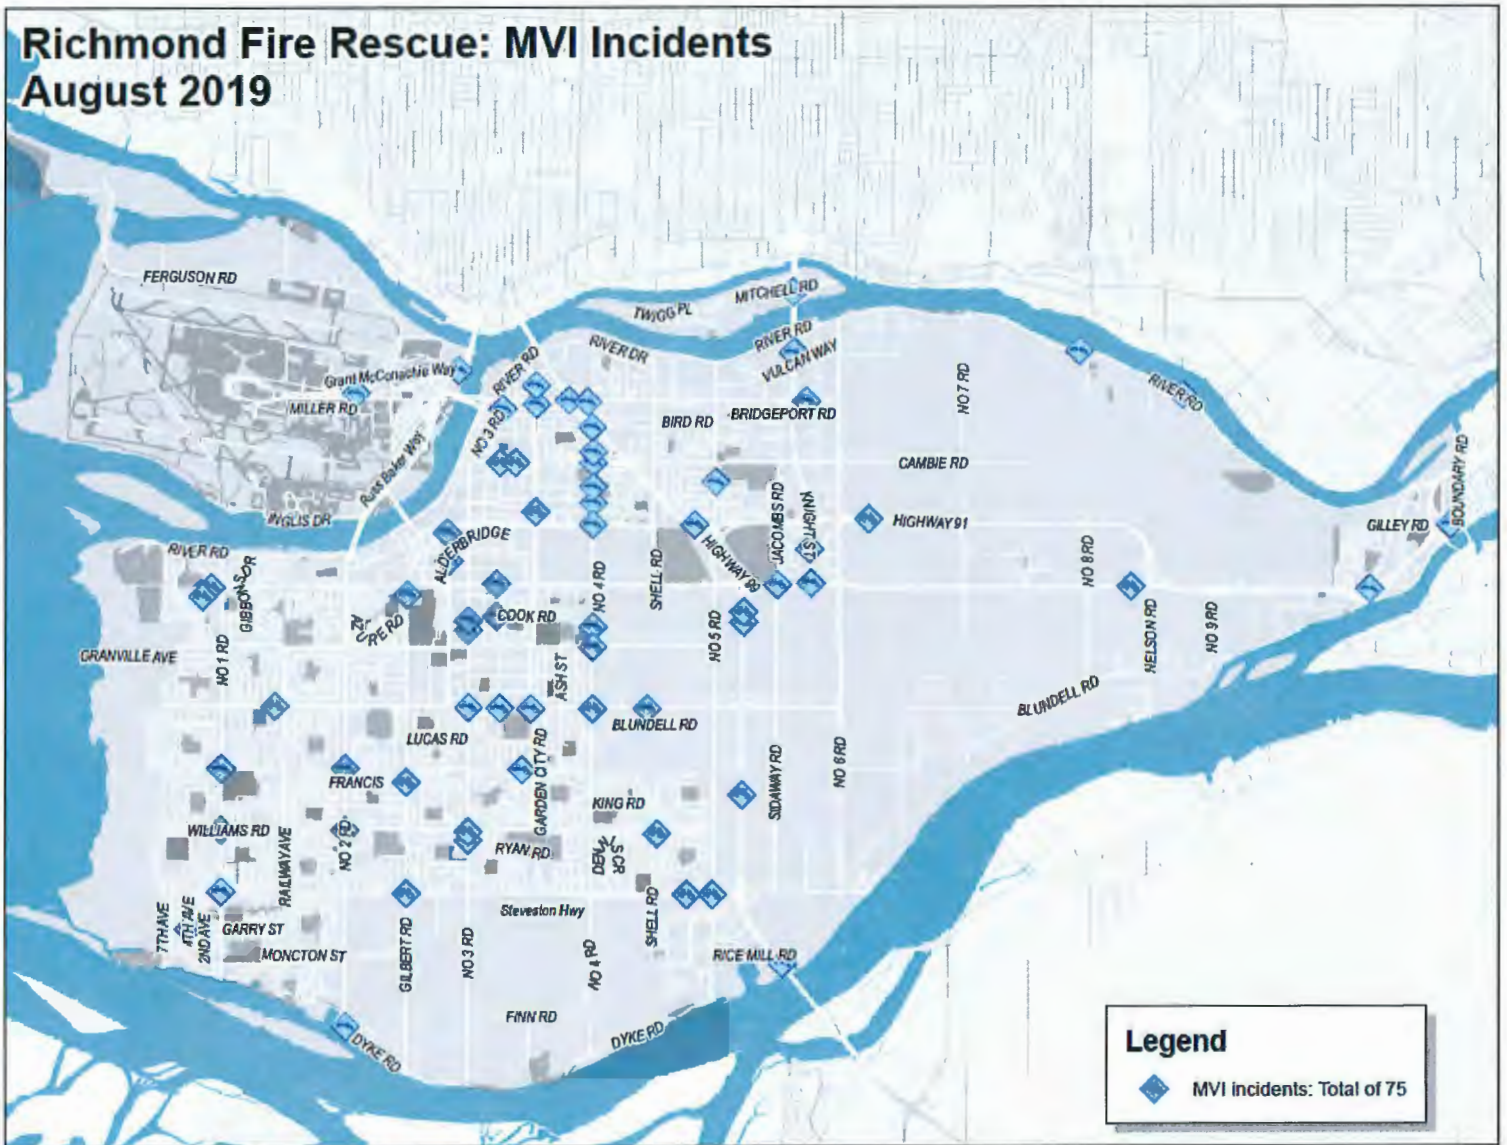 Richmond Fire Rescue: MVI Incidents
August 2019
FERGUSON RD
MITCHELL RD
TWIGG PL
RIVER RD
RIVER DR
VULCAN WAY
RIVER RD
Grant McConachie Way
MILLER RD
NO 7 RD
RIVER RD
BRIDGEPORT RD
BIRD RD
NO 3 RD
Russ Baker Way
CAMBIE RD
BOUNDARY RD
INGLIS DR
JACOMBS RD
KNIGHT ST
HIGHWAY 91
GILLEY RD
ALDERBRIDGE
HIGHWAY 99
RIVER RD
GIBBONS DR
NO 4 RD
SHELL RD
NO 8 RD
AZURE RD
COOK RD
NO 5 RD
NELSON RD
NO 9 RD
GRANVILLE AVE
NO 1 RD
ASH ST
BLUNDELL RD
BLUNDELL RD
LUCAS RD
GARDEN CITY RD
SIDAWAY RD
NO 6 RD
FRANCIS
KING RD
WILLIAMS RD
RAILWAY AVE
NO 2 RD
RYAN RD
DENNIS CR
7TH AVE
4TH AVE
2ND AVE
GARRY ST
MONCTON ST
GILBERT RD
NO 3 RD
Steveston Hwy
NO 4 RD
SHELL RD
RICE MILL RD
FINN RD
DYKE RD
DYKE RD
Legend
MVI incidents: Total of 75